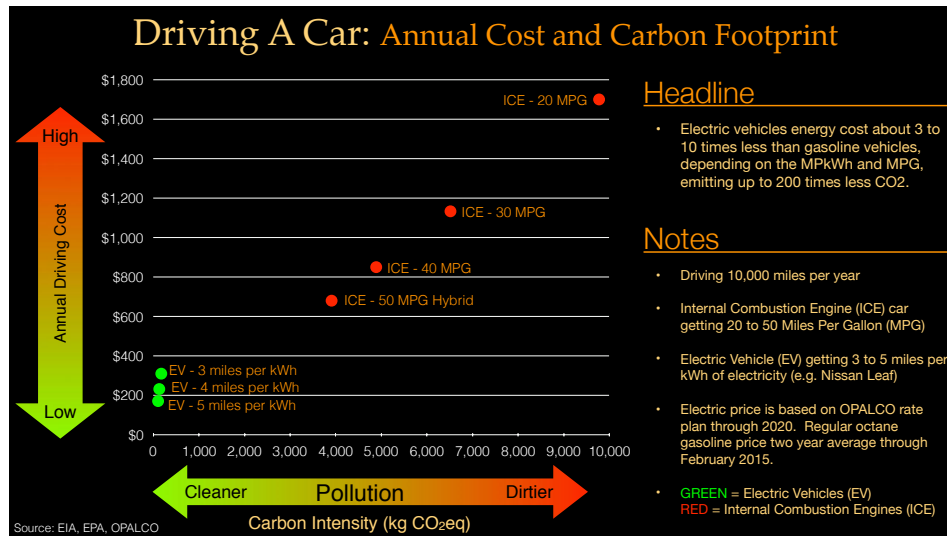 Driving A Car: Annual Cost and Carbon Footprint
$1,800
$1,600
$1,400
$1,200
$1,000
$800
$600
$400
$200
$0
High
Annual Driving Cost
Low
ICE - 20 MPG
ICE - 30 MPG
ICE - 40 MPG
ICE - 50 MPG Hybrid
EV - 3 miles per kWh
EV - 4 miles per kWh
EV - 5 miles per kWh
0 1,000 2,000 3,000 4,000 5,000 6,000 7,000 8,000 9,000 10,000
Cleaner Pollution Dirtier
Carbon Intensity (kg CO₂eq)
Source: EIA, EPA, OPALCO
Headline
• Electric vehicles energy cost about 3 to
10 times less than gasoline vehicles,
depending on the MPkWh and MPG,
emitting up to 200 times less CO2.
Notes
• Driving 10,000 miles per year
• Internal Combustion Engine (ICE) car
getting 20 to 50 Miles Per Gallon (MPG)
• Electric Vehicle (EV) getting 3 to 5 miles per
kWh of electricity (e.g. Nissan Leaf)
• Electric price is based on OPALCO rate
plan through 2020. Regular octane
gasoline price two year average through
February 2015.
• GREEN = Electric Vehicles (EV)
RED = Internal Combustion Engines (ICE)